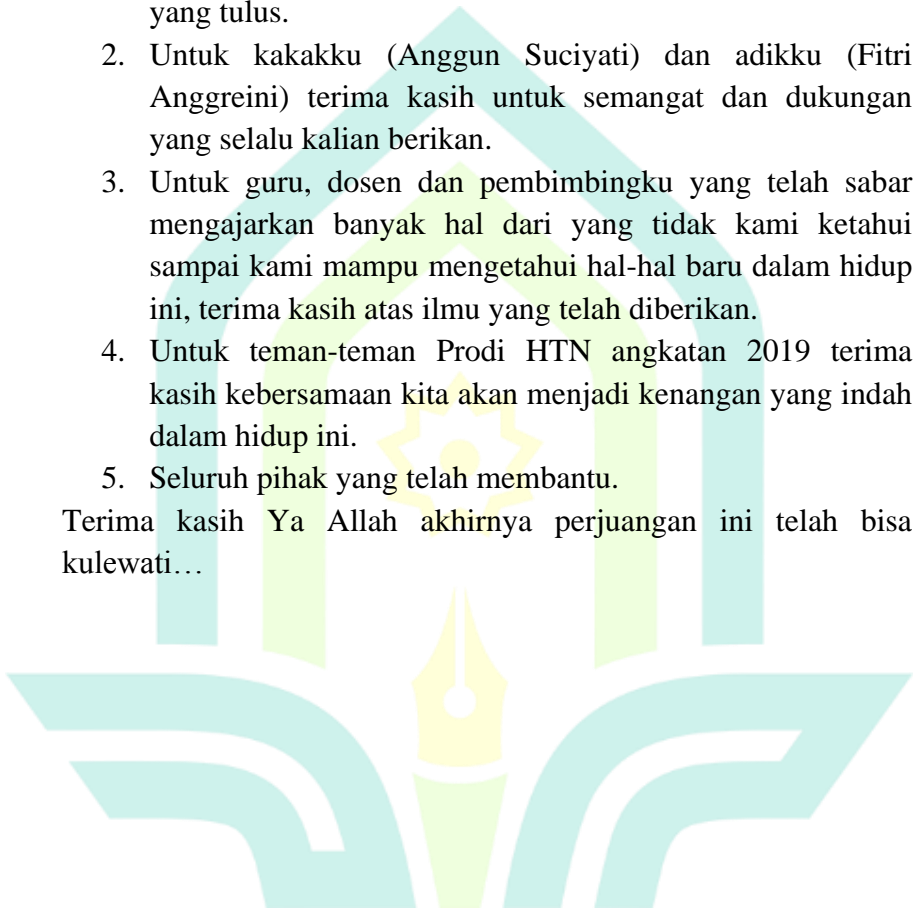 yang tulus.
2. Untuk kakakku (Anggun Suciyati) dan adikku (Fitri
Anggreini) terima kasih untuk semangat dan dukungan
yang selalu kalian berikan.
3. Untuk guru, dosen dan pembimbingku yang telah sabar
mengajarkan banyak hal dari yang tidak kami ketahui
sampai kami mampu mengetahui hal-hal baru dalam hidup
ini, terima kasih atas ilmu yang telah diberikan.
4. Untuk teman-teman Prodi HTN angkatan 2019 terima
kasih kebersamaan kita akan menjadi kenangan yang indah
dalam hidup ini.
5. Seluruh pihak yang telah membantu.
Terima kasih Ya Allah akhirnya perjuangan ini telah bisa
kulewati…